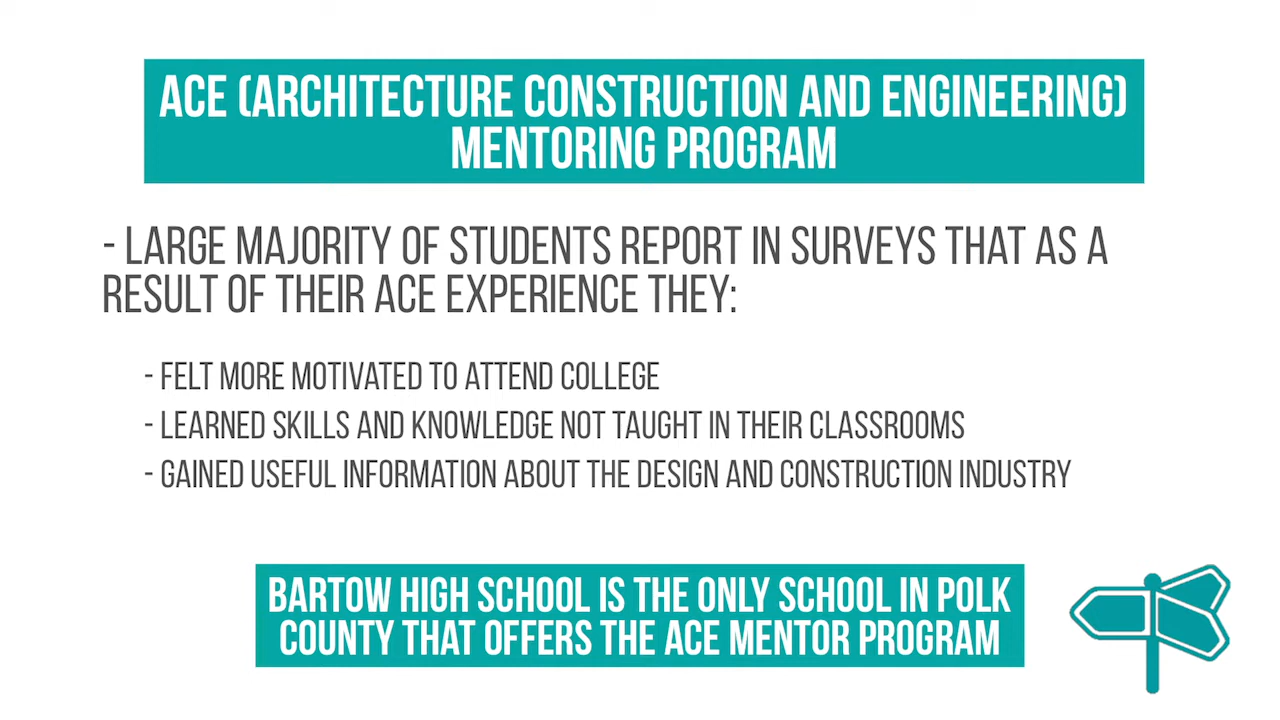 ACE (ARCHITECTURE CONSTRUCTION AND ENGINEERING)
MENTORING PROGRAM
- LARGE MAJORITY OF STUDENTS REPORT IN SURVEYS THAT AS A
RESULT OF THEIR ACE EXPERIENCE THEY:
- FELT MORE MOTIVATED TO ATTEND COLLEGE
- LEARNED SKILLS AND KNOWLEDGE NOT TAUGHT IN THEIR CLASSROOMS
- GAINED USEFUL INFORMATION ABOUT THE DESIGN AND CONSTRUCTION INDUSTRY
BARTOW HIGH SCHOOL IS THE ONLY SCHOOL IN POLK
COUNTY THAT OFFERS THE ACE MENTOR PROGRAM